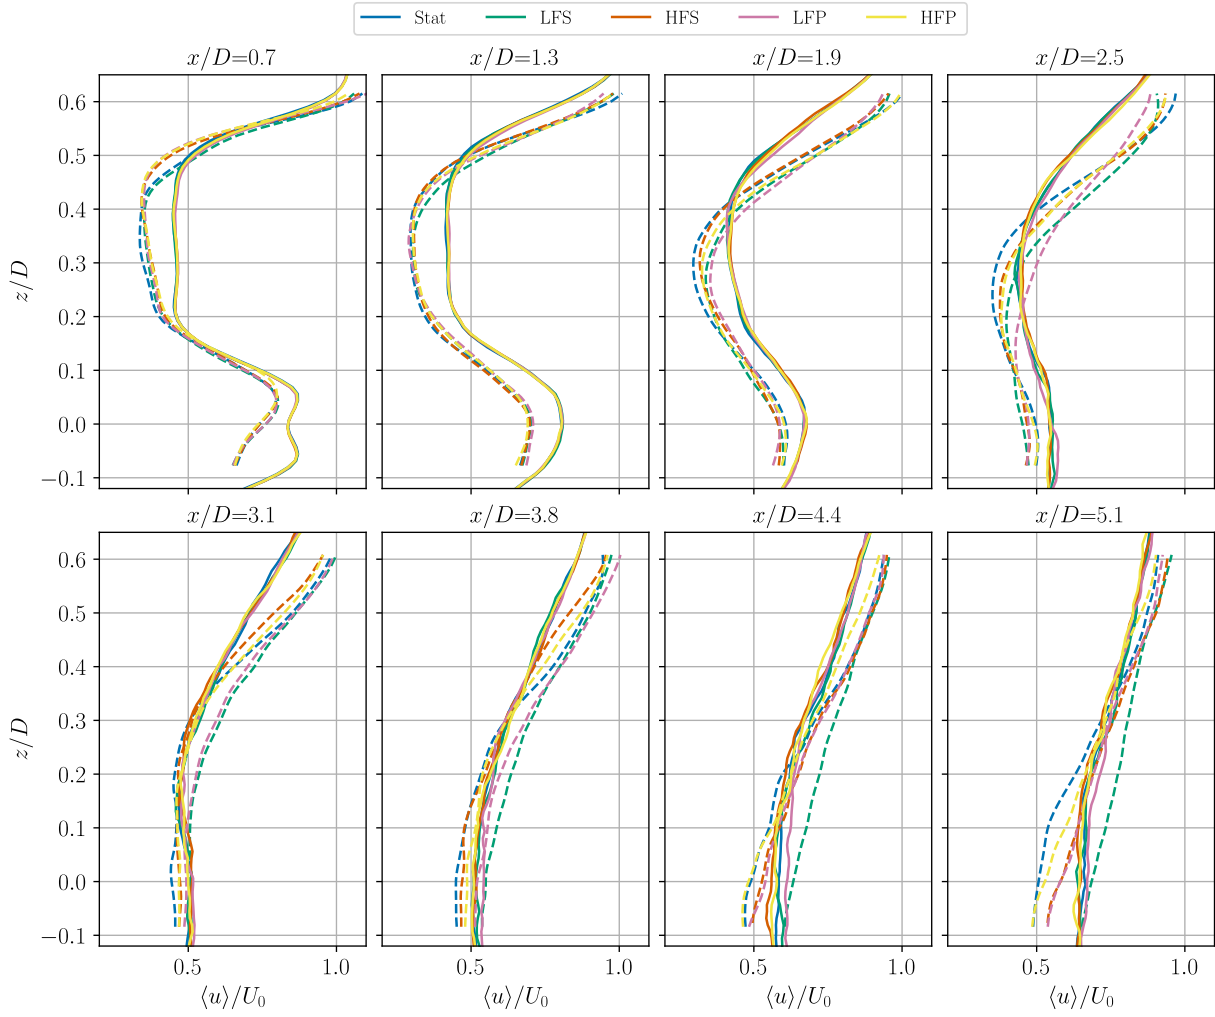 Stat LFS HFS LFP HFP
x/D=0.7 x/D=1.3 x/D=1.9 x/D=2.5
0.6
0.5
0.4
0.3
0.2
0.1
0.0
−0.1
z/D
x/D=3.1 x/D=3.8 x/D=4.4 x/D=5.1
0.6
0.5
0.4
0.3
0.2
0.1
0.0
−0.1
z/D
0.5 1.0 0.5 1.0 0.5 1.0 0.5 1.0
⟨u⟩/U₀ ⟨u⟩/U₀ ⟨u⟩/U₀ ⟨u⟩/U₀